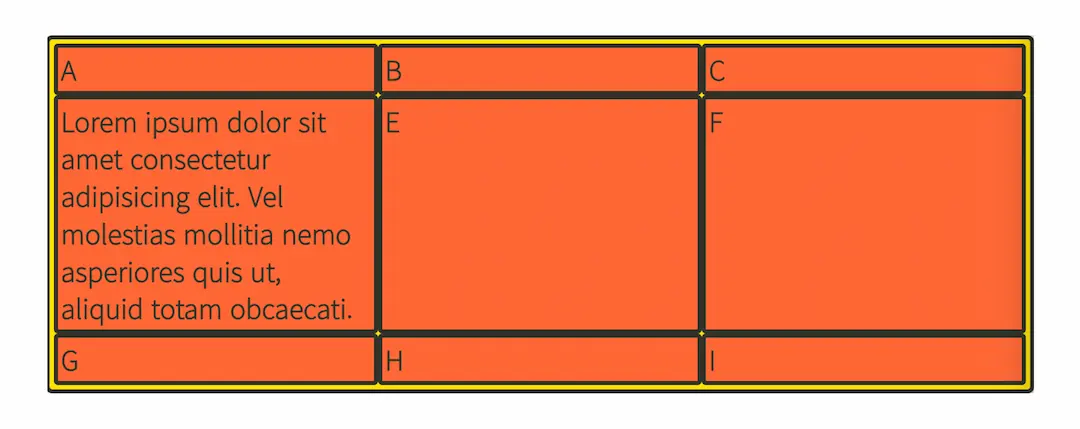 A
B
C
Lorem ipsum dolor sit
amet consectetur
adipisicing elit. Vel
molestias mollitia nemo
asperiores quis ut,
aliquid totam obcaecati.
E
F
G
H
I